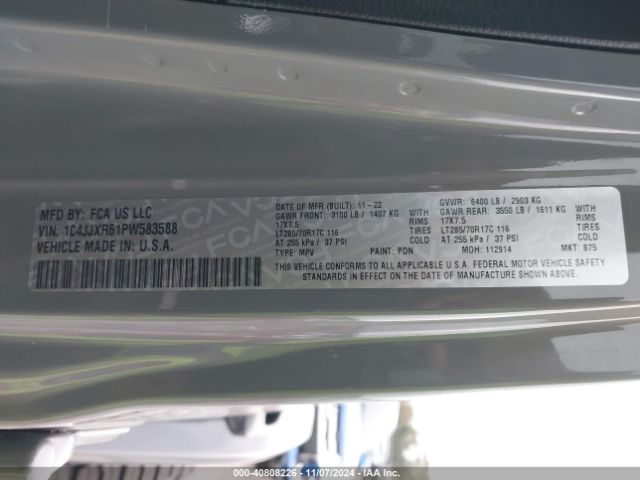 MFD BY: FCA US LLC
VIN: 1C4JJXR61PW583588
VEHICLE MADE IN U.S.A.
DATE OF MFR (BUILT): 11-22 GVWR: 6400 LB / 2903 KG
GAWR FRONT: 3100 LB / 1407 KG WITH GAWR REAR: 3550 LB / 1611 KG WITH
17X7.5 RIMS 17X7.5 RIMS
LT285/70R17C 116 TIRES LT285/70R17C 116 TIRES
AT 255 kPa / 37 PSI COLD AT 255 kPa / 37 PSI COLD
TYPE: MPV PAINT: PDN MDH: 112914 MKT: 875
THIS VEHICLE CONFORMS TO ALL APPLICABLE U.S.A. FEDERAL MOTOR VEHICLE SAFETY
STANDARDS IN EFFECT ON THE DATE OF MANUFACTURE SHOWN ABOVE.
000-40808226 - 11/07/2024 - IAAI.com